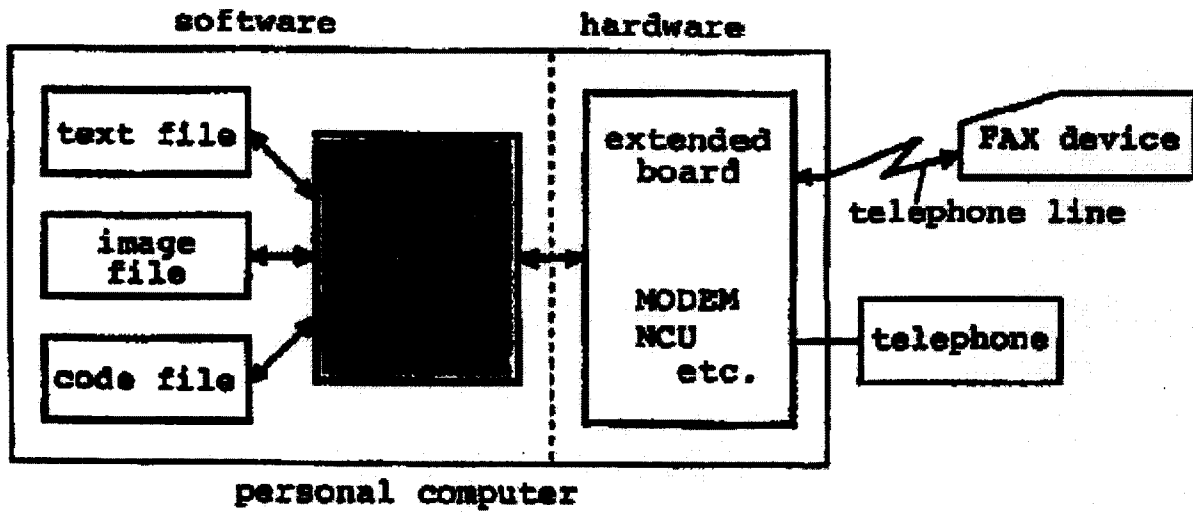 software
hardware
text file
image
file
code file
extended
board
MODEM
NCU
etc.
FAX device
telephone line
telephone
personal computer